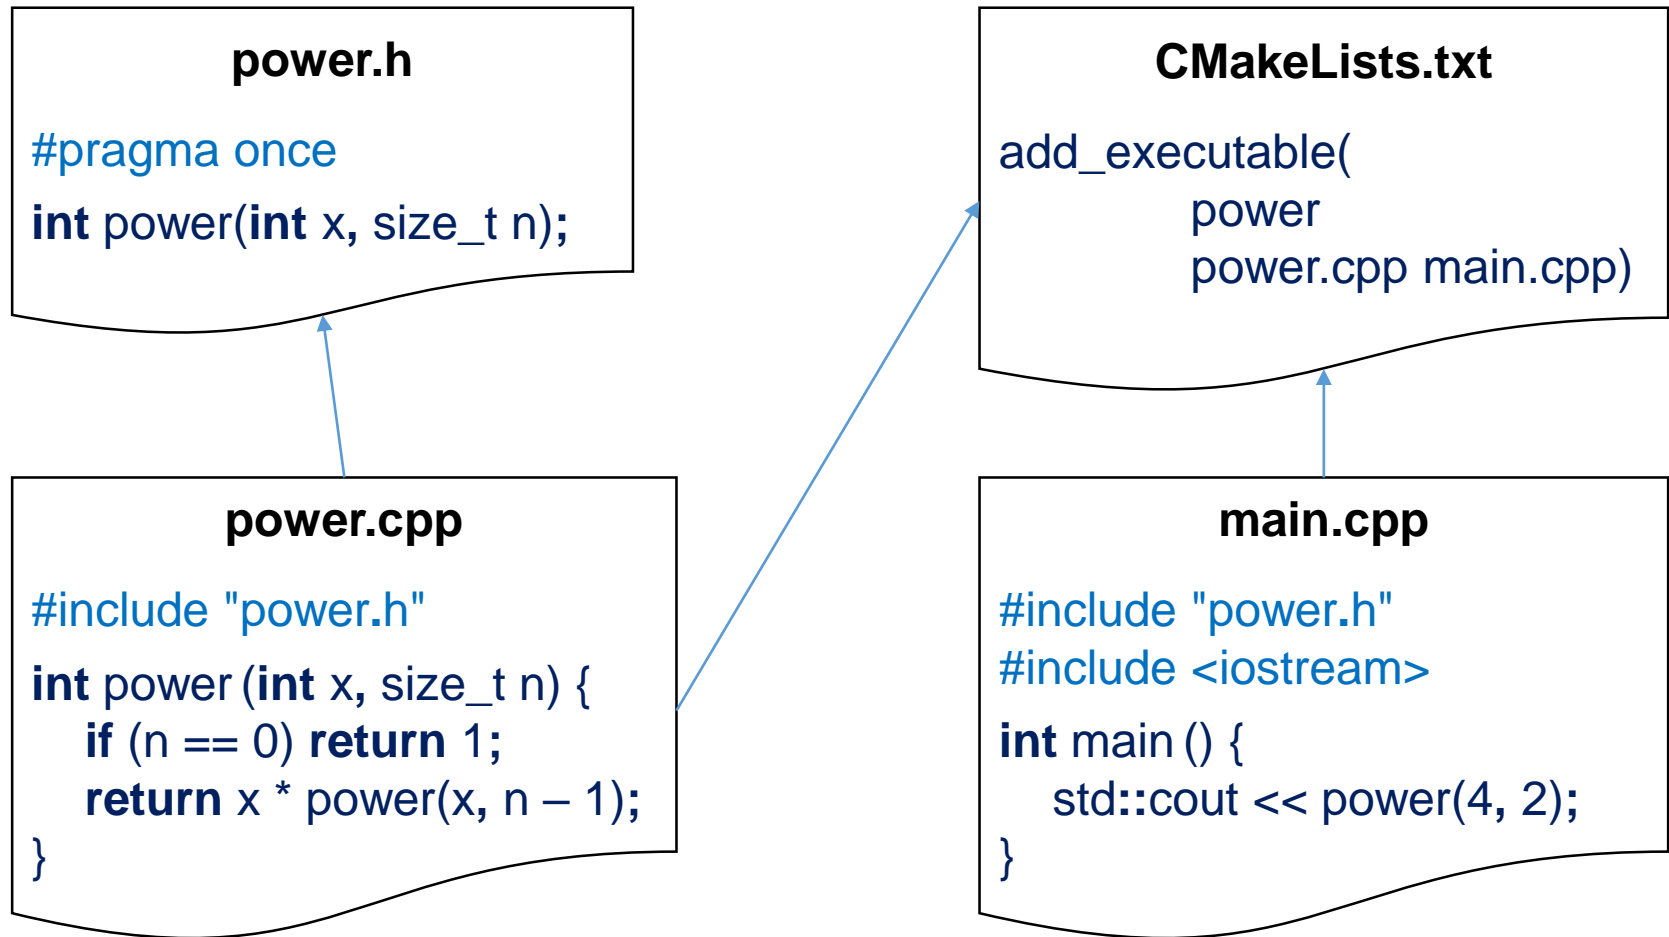 power.h
#pragma once
int power(int x, size_t n);
CMakeLists.txt
add_executable(
power
power.cpp main.cpp)
power.cpp
#include "power.h"
int power (int x, size_t n) {
if (n == 0) return 1;
return x * power(x, n – 1);
}
main.cpp
#include "power.h"
#include <iostream>
int main () {
std::cout << power(4, 2);
}